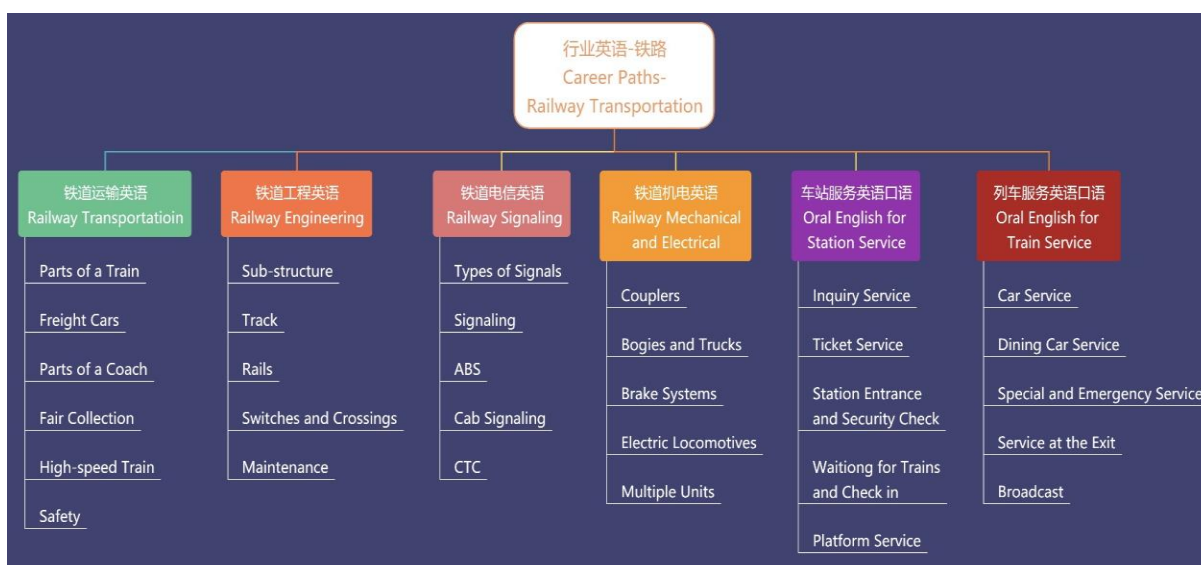 行业英语-铁路
Career Paths-
Railway Transportation
铁道运输英语
Railway Transportatioin
Parts of a Train
Freight Cars
Parts of a Coach
Fair Collection
High-speed Train
Safety
铁道工程英语
Railway Engineering
Sub-structure
Track
Rails
Switches and Crossings
Maintenance
铁道电信英语
Railway Signaling
Types of Signals
Signaling
ABS
Cab Signaling
CTC
铁道机电英语
Railway Mechanical
and Electrical
Couplers
Bogies and Trucks
Brake Systems
Electric Locomotives
Multiple Units
车站服务英语口语
Oral English for
Station Service
Inquiry Service
Ticket Service
Station Entrance
and Security Check
Waitiong for Trains
and Check in
Platform Service
列车服务英语口语
Oral English for
Train Service
Car Service
Dining Car Service
Special and Emergency Service
Service at the Exit
Broadcast